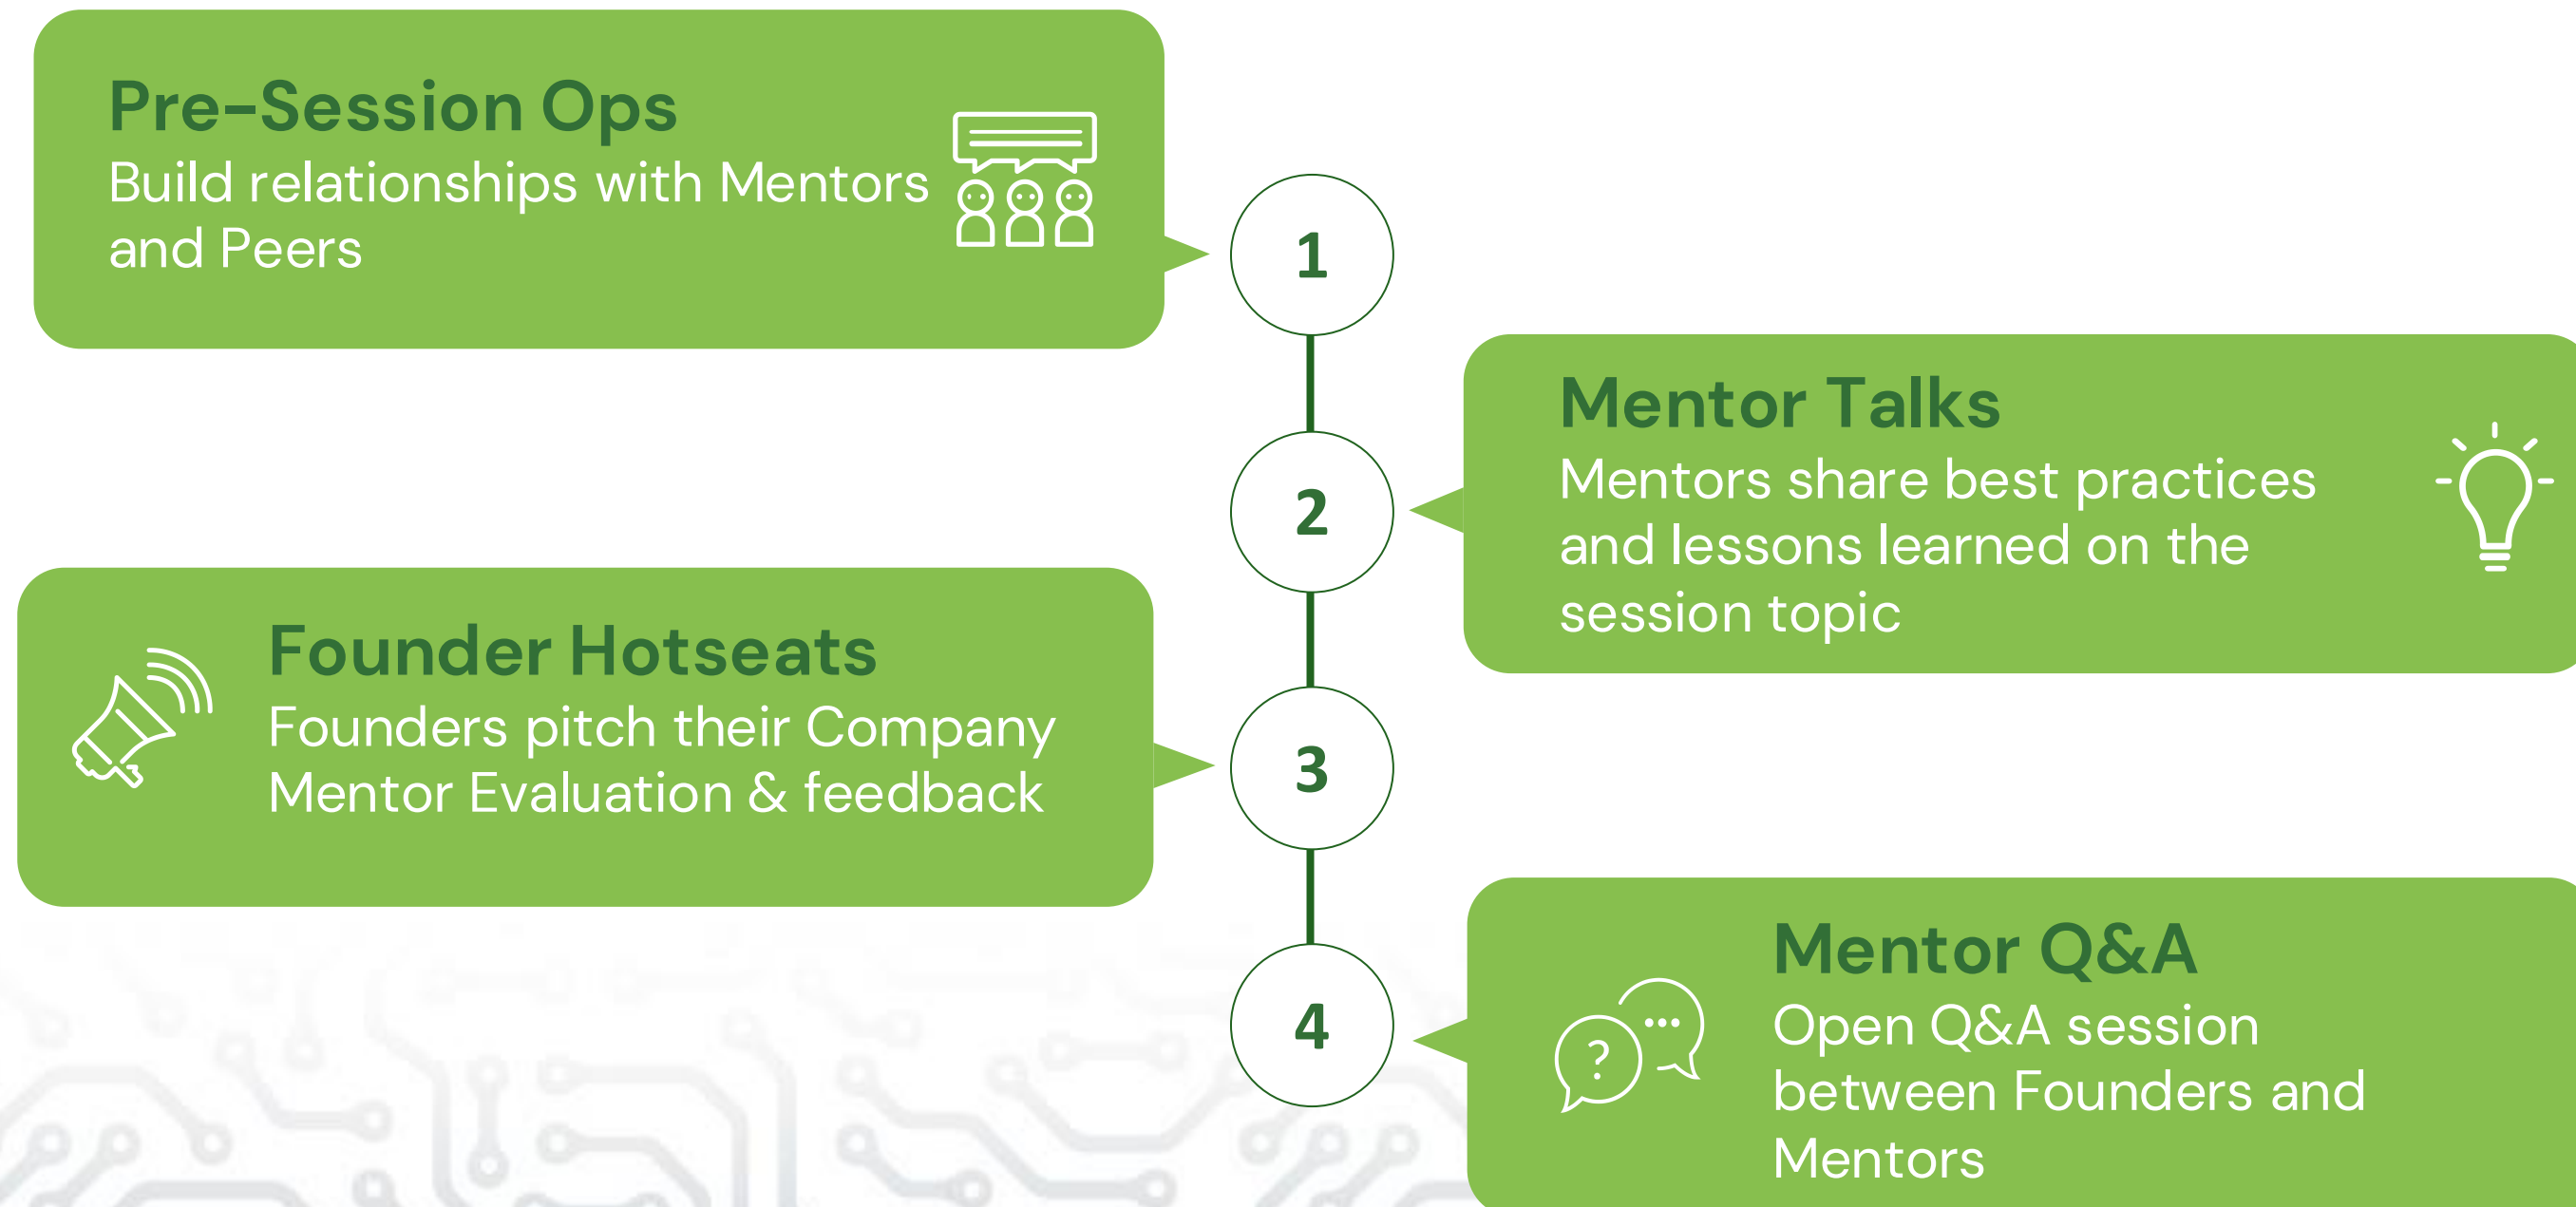 Pre-Session Ops
Build relationships with Mentors
and Peers
1
Mentor Talks
Mentors share best practices
and lessons learned on the
session topic
2
Founder Hotseats
Founders pitch their Company
Mentor Evaluation & feedback
3
Mentor Q&A
Open Q&A session
between Founders and
Mentors
4
?